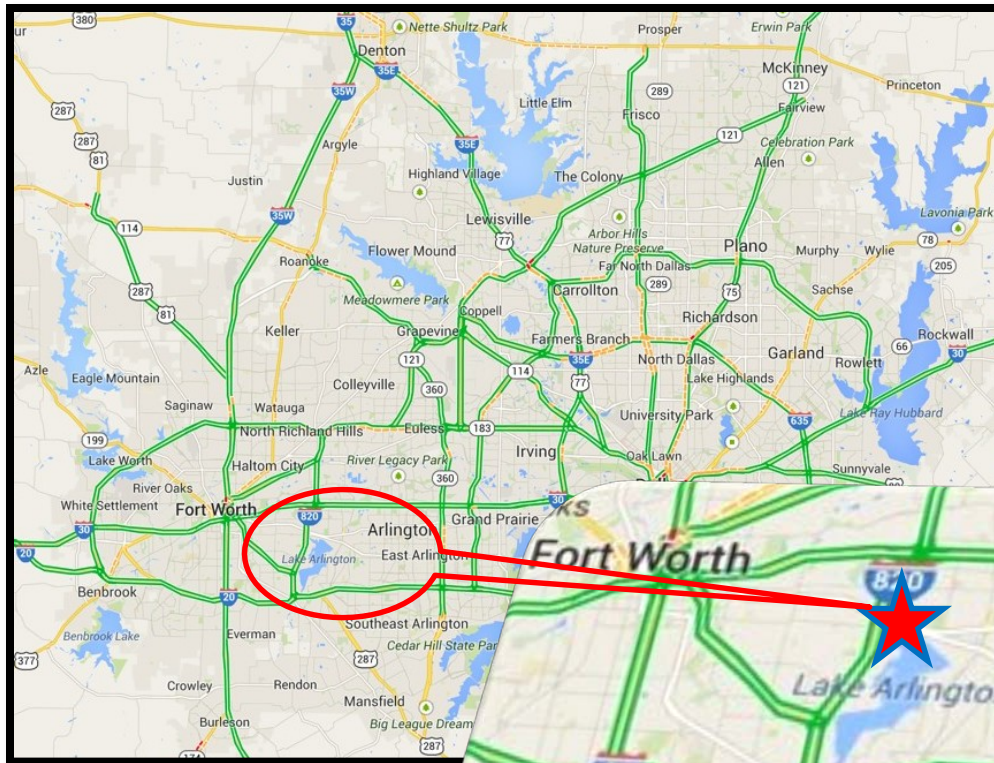 380
35
Nette Shultz Park
Prosper
Erwin Park
Denton
35E
McKinney
121
35W
289
Princeton
Little Elm
Fairview
287
Frisco
35E
121
Celebration Park
287
Argyle
81
Highland Village
The Colony
Allen
Justin
35W
Lewisville
Lavonia Park
114
77
Arbor Hills
Nature Preserve
Plano
Murphy
Wylie
78
Flower Mound
Roanoke
Far North Dallas
205
287
Meadowmere Park
Carrollton
289
75
Sachse
81
Coppell
Richardson
Keller
Grapevine
Farmers Branch
Rockwall
66
30
121
35E
North Dallas
Garland
Rowlett
Azle
114
Eagle Mountain
Colleyville
360
77
Lake Highlands
Saginaw
Watauga
University Park
Lake Ray Hubbard
635
199
North Richland Hills
Euless
183
Lake Worth
Haltom City
River Legacy Park
Irving
Oak Lawn
Sunnyvale
River Oaks
360
White Settlement
Fort Worth
30
820
Grand Prairie
30
Arlington
20
East Arlington
Lake Arlington
Fort Worth
820
Benbrook
20
Southeast Arlington
Benbrook Lake
Everman
Cedar Hill State Par
377
287
Lake Arlingto
Crowley
Rendon
Mansfield
Burleson
Big League Dream
174
287